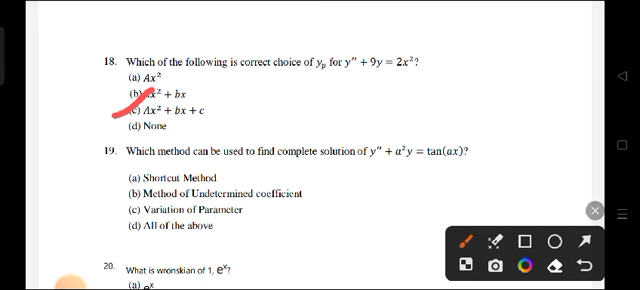 18. Which of the following is correct choice of yₚ for y″ + 9y = 2x²?
(a) Ax²
(b) Ax² + bx
(c) Ax² + bx + c
(d) None
19. Which method can be used to find complete solution of y″ + a²y = tan(ax)?
(a) Shortcut Method
(b) Method of Undetermined coefficient
(c) Variation of Parameter
(d) All of the above
20. What is wronskian of 1, eˣ?
(a) eˣ